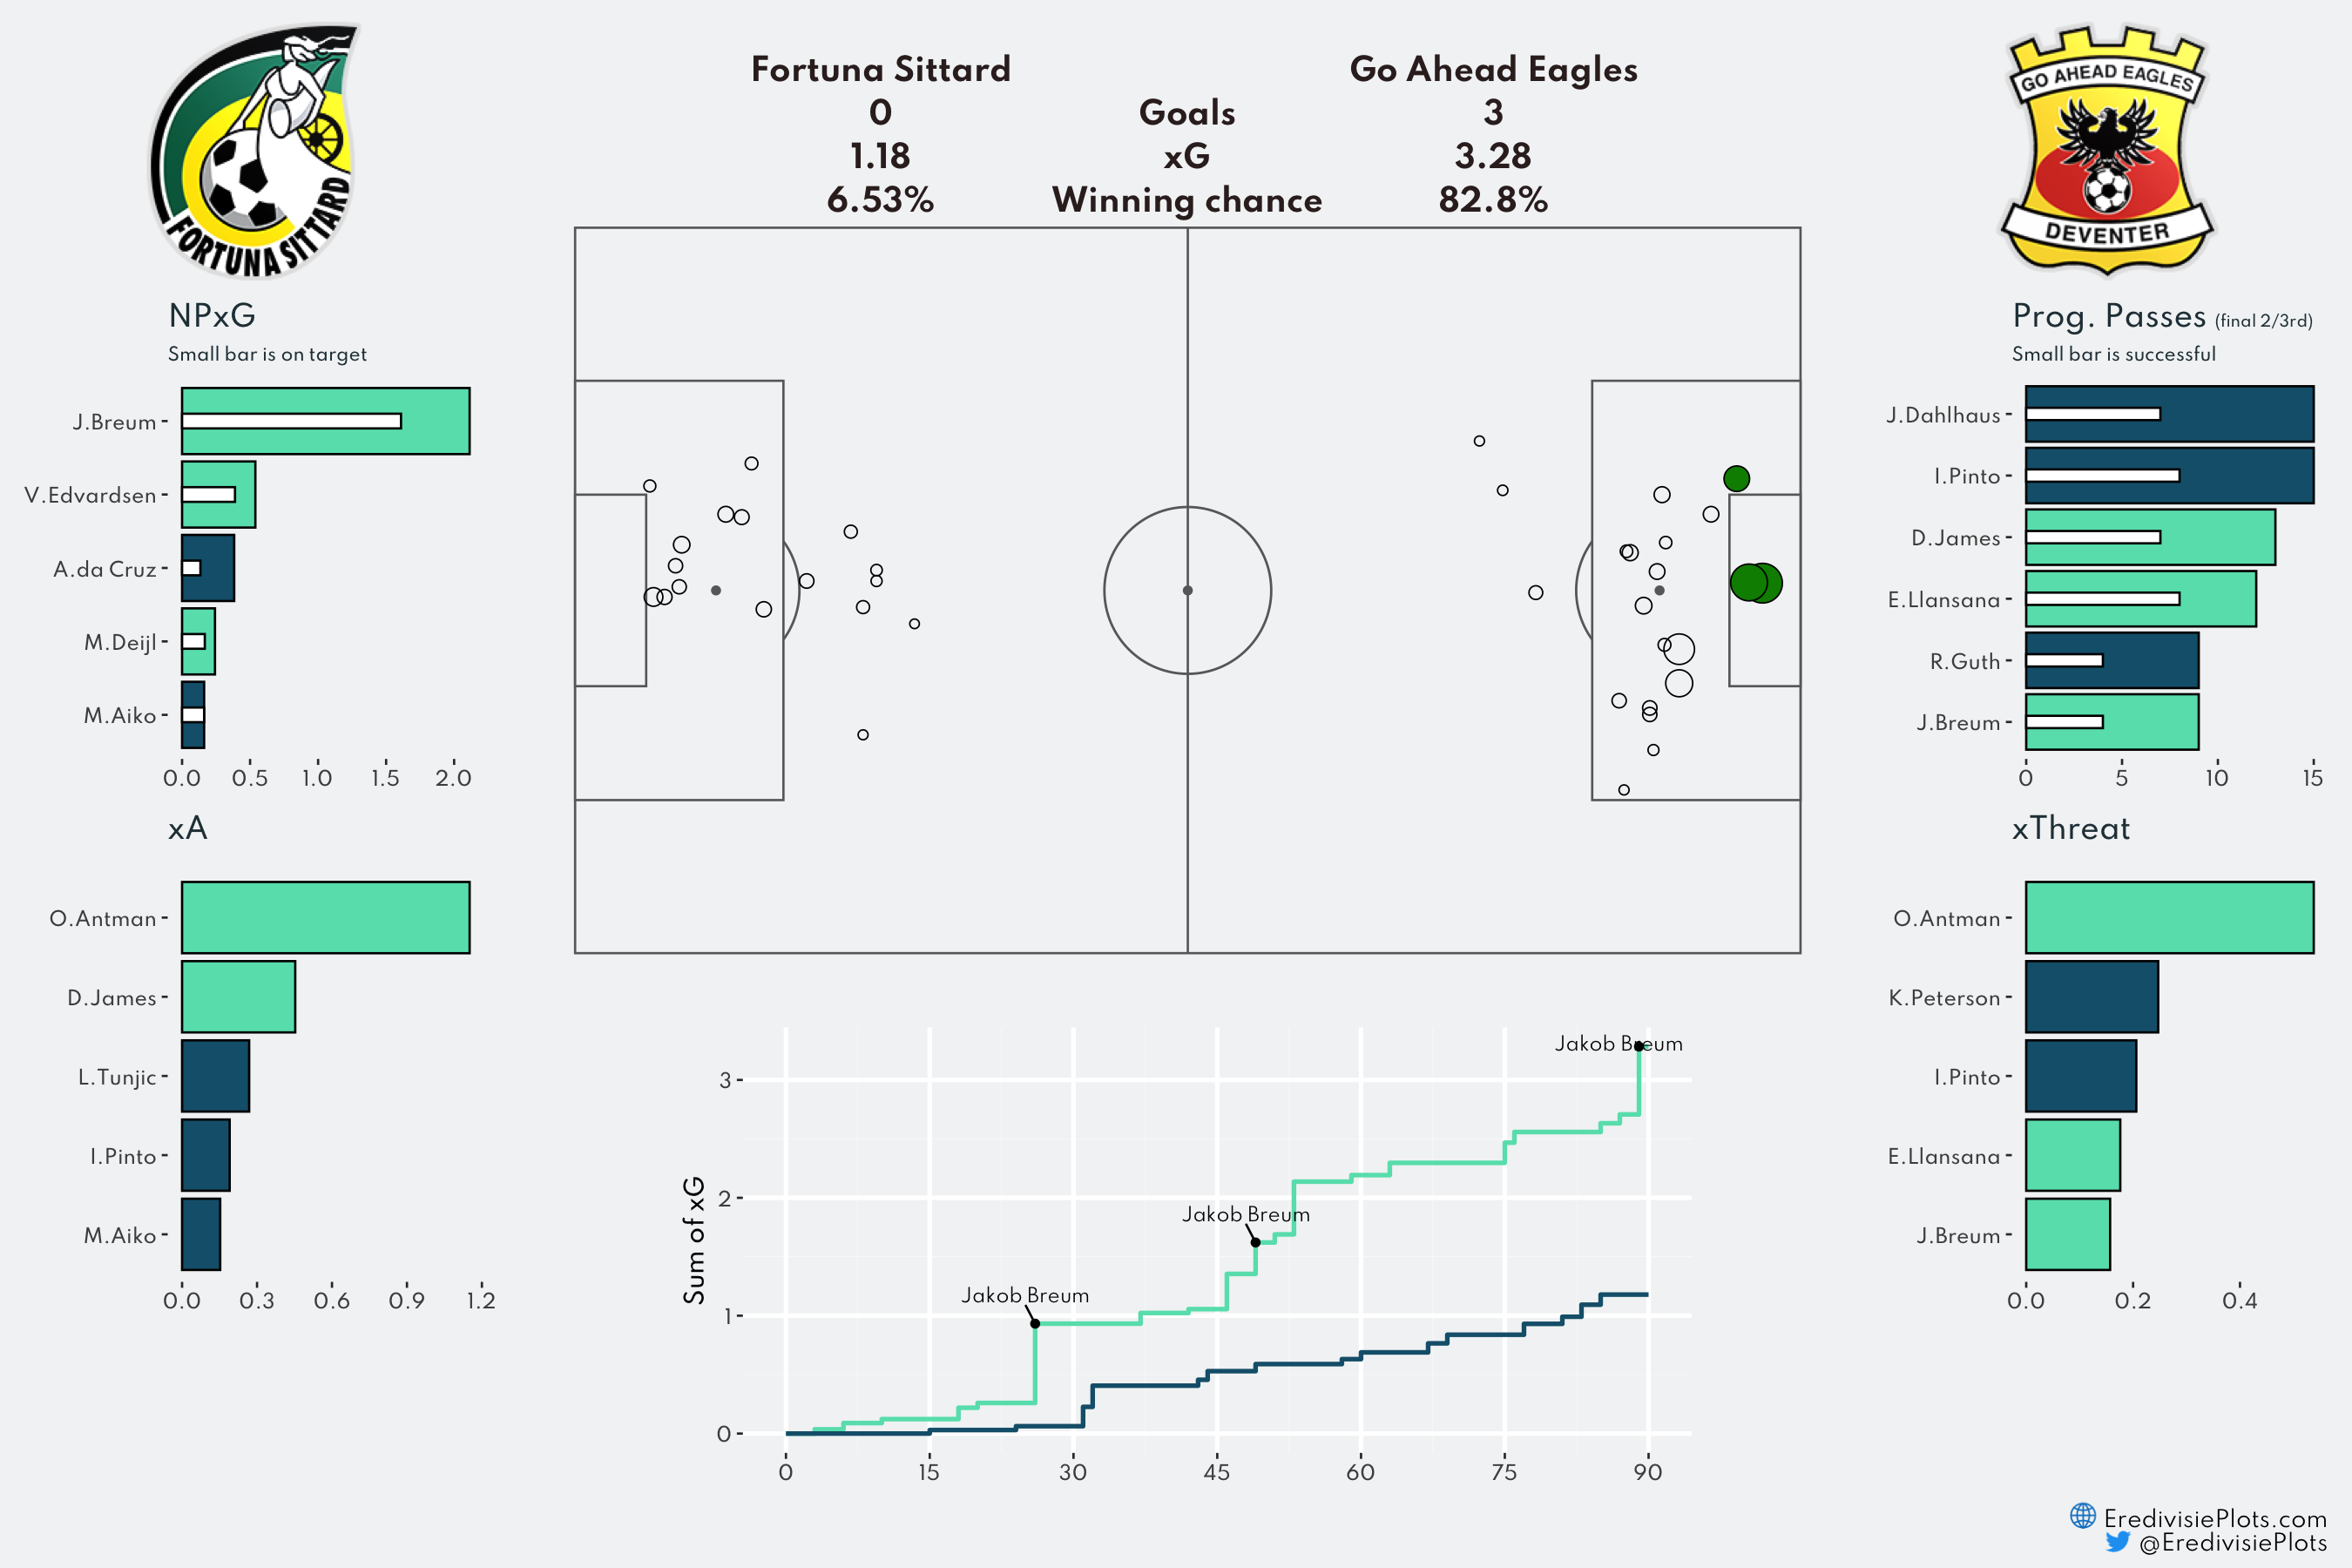 Fortuna Sittard Go Ahead Eagles
0 Goals 3
1.18 xG 3.28
6.53% Winning chance 82.8%
FORTUNA SITTARD
GO AHEAD EAGLES
DEVENTER
NPxG
Small bar is on target
J.Breum
V.Edvardsen
A.da Cruz
M.Deijl
M.Aiko
0.0 0.5 1.0 1.5 2.0
xA
O.Antman
D.James
L.Tunjic
I.Pinto
M.Aiko
0.0 0.3 0.6 0.9 1.2
Prog. Passes (final 2/3rd)
Small bar is successful
J.Dahlhaus
I.Pinto
D.James
E.Llansana
R.Guth
J.Breum
0 5 10 15
xThreat
O.Antman
K.Peterson
I.Pinto
E.Llansana
J.Breum
0.0 0.2 0.4
Sum of xG
3
2
1
0
Jakob Breum
Jakob Breum
Jakob Breum
0 15 30 45 60 75 90
EredivisiePlots.com
@EredivisiePlots